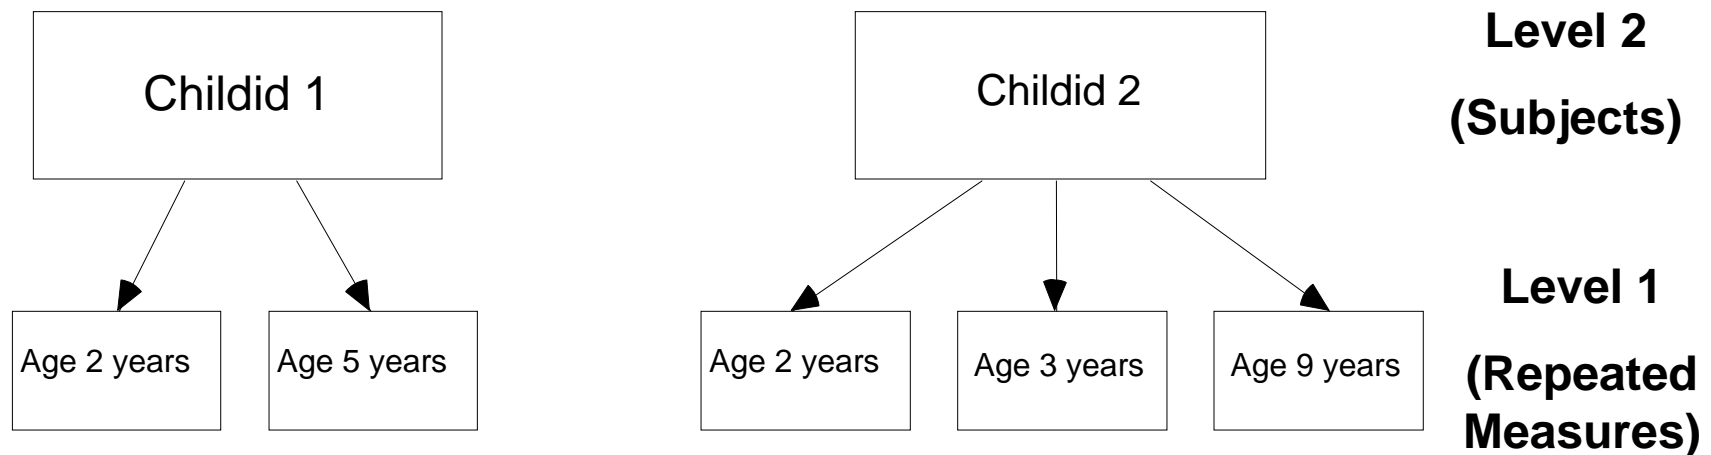 Childid 1
Childid 2
Level 2
(Subjects)
Age 2 years
Age 5 years
Age 2 years
Age 3 years
Age 9 years
Level 1
(Repeated
Measures)